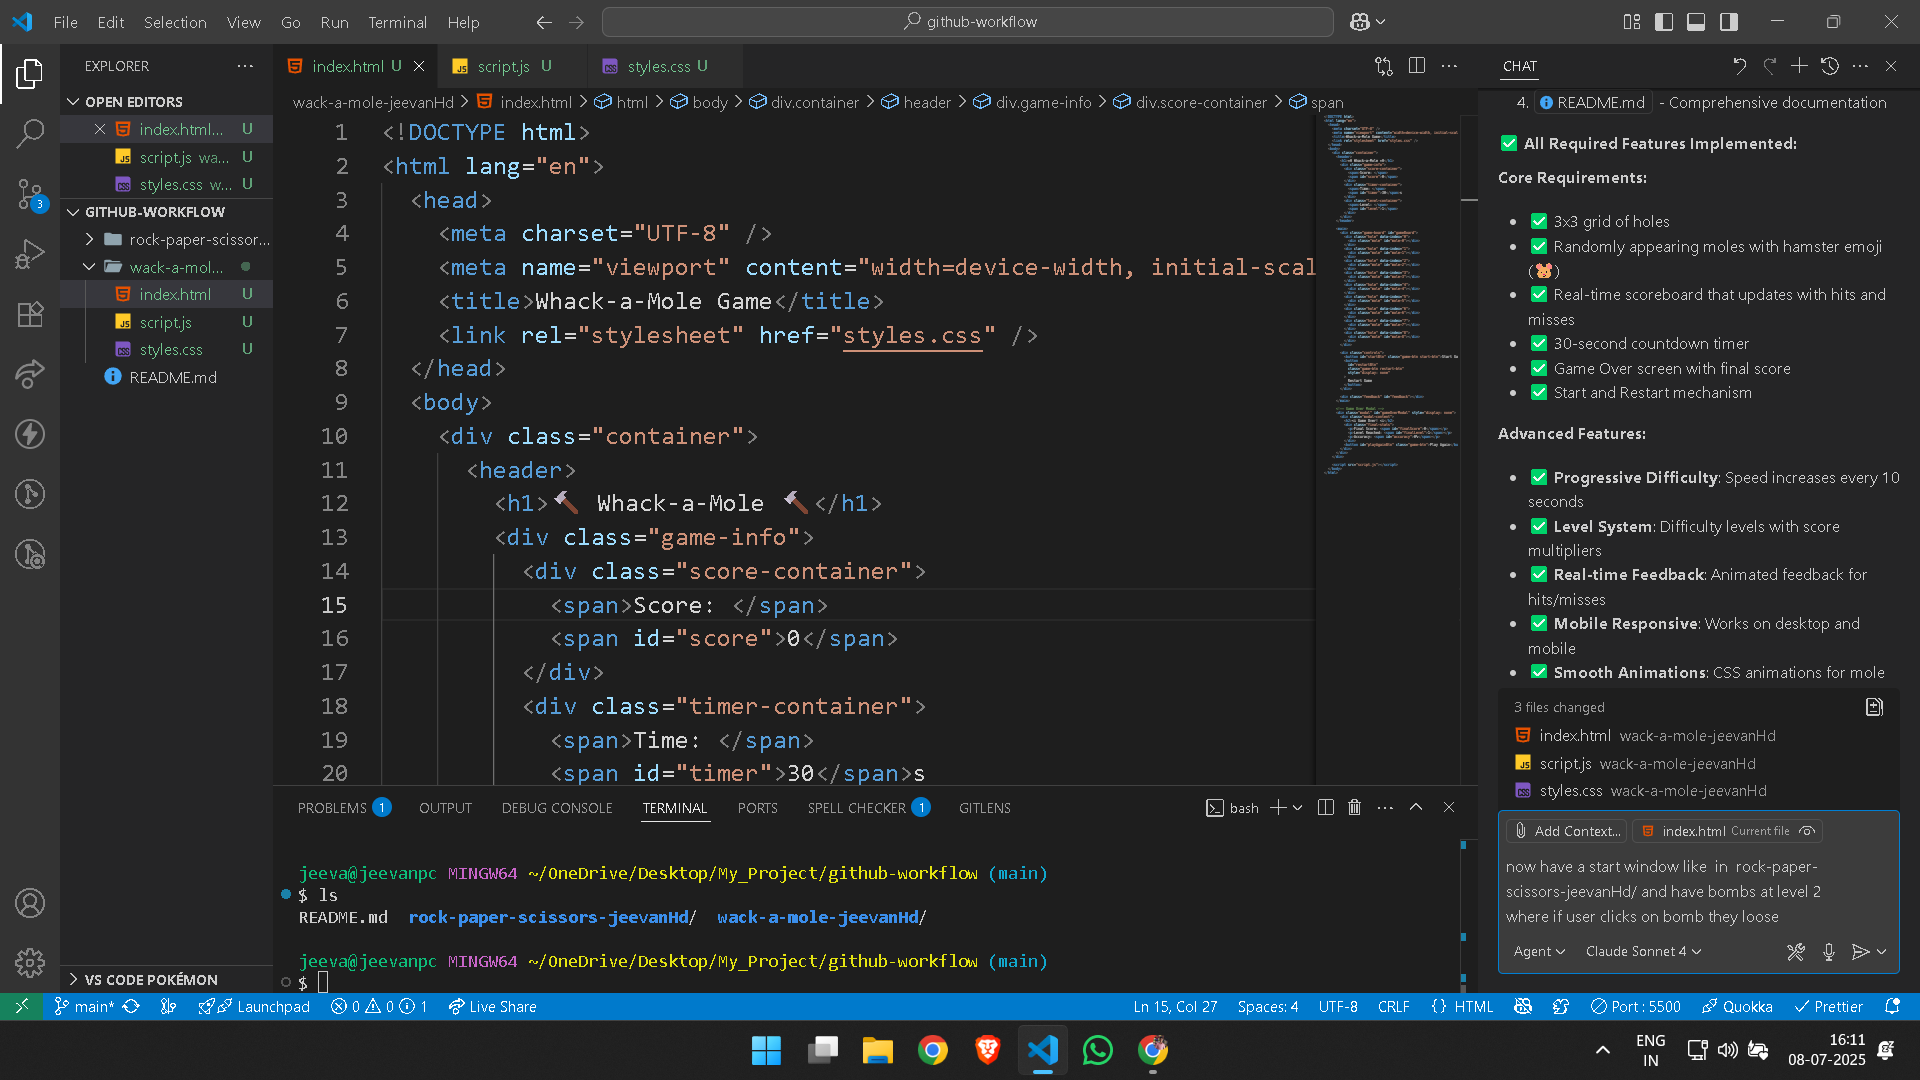 File Edit Selection View Go Run Terminal Help
github-workflow
EXPLORER
OPEN EDITORS
index.html... U
script.js wa... U
styles.css w... U
GITHUB-WORKFLOW
rock-paper-scissor...
wack-a-mol...
index.html U
script.js U
styles.css U
README.md
VS CODE POKÉMON
index.html U
script.js U
styles.css U
wack-a-mole-jeevanHd > index.html > html > body > div.container > header > div.game-info > div.score-container > span
1 <!DOCTYPE html>
2 <html lang="en">
3 <head>
4 <meta charset="UTF-8" />
5 <meta name="viewport" content="width=device-width, initial-scal
6 <title>Whack-a-Mole Game</title>
7 <link rel="stylesheet" href="styles.css" />
8 </head>
9 <body>
10 <div class="container">
11 <header>
12 <h1>🔨 Whack-a-Mole 🔨</h1>
13 <div class="game-info">
14 <div class="score-container">
15 <span>Score: </span>
16 <span id="score">0</span>
17 </div>
18 <div class="timer-container">
19 <span>Time: </span>
20 <span id="timer">30</span>s
PROBLEMS 1 OUTPUT DEBUG CONSOLE TERMINAL PORTS SPELL CHECKER 1 GITLENS
bash
jeeva@jeevanpc MINGW64 ~/OneDrive/Desktop/My_Project/github-workflow (main)
$ ls
README.md rock-paper-scissors-jeevanHd/ wack-a-mole-jeevanHd/
jeeva@jeevanpc MINGW64 ~/OneDrive/Desktop/My_Project/github-workflow (main)
$
CHAT
4. README.md - Comprehensive documentation
✅ All Required Features Implemented:
Core Requirements:
• ✅ 3x3 grid of holes
• ✅ Randomly appearing moles with hamster emoji
(🐹)
• ✅ Real-time scoreboard that updates with hits and
misses
• ✅ 30-second countdown timer
• ✅ Game Over screen with final score
• ✅ Start and Restart mechanism
Advanced Features:
• ✅ Progressive Difficulty: Speed increases every 10
seconds
• ✅ Level System: Difficulty levels with score
multipliers
• ✅ Real-time Feedback: Animated feedback for
hits/misses
• ✅ Mobile Responsive: Works on desktop and
mobile
• ✅ Smooth Animations: CSS animations for mole
3 files changed
index.html wack-a-mole-jeevanHd
script.js wack-a-mole-jeevanHd
styles.css wack-a-mole-jeevanHd
Add Context... index.html Current file
now have a start window like in rock-paper-
scissors-jeevanHd/ and have bombs at level 2
where if user clicks on bomb they loose
Agent Claude Sonnet 4
3
main* Launchpad 0 0 1 Live Share
Ln 15, Col 27 Spaces: 4 UTF-8 CRLF {} HTML Port : 5500 Quokka Prettier
ENG
IN
16:11
08-07-2025